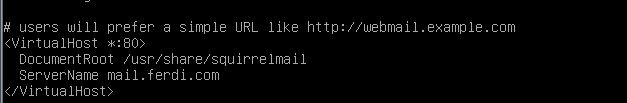 # users will prefer a simple URL like http://webmail.example.com
<VirtualHost *:80>
  DocumentRoot /usr/share/squirrelmail
  ServerName mail.ferdi.com
</VirtualHost>